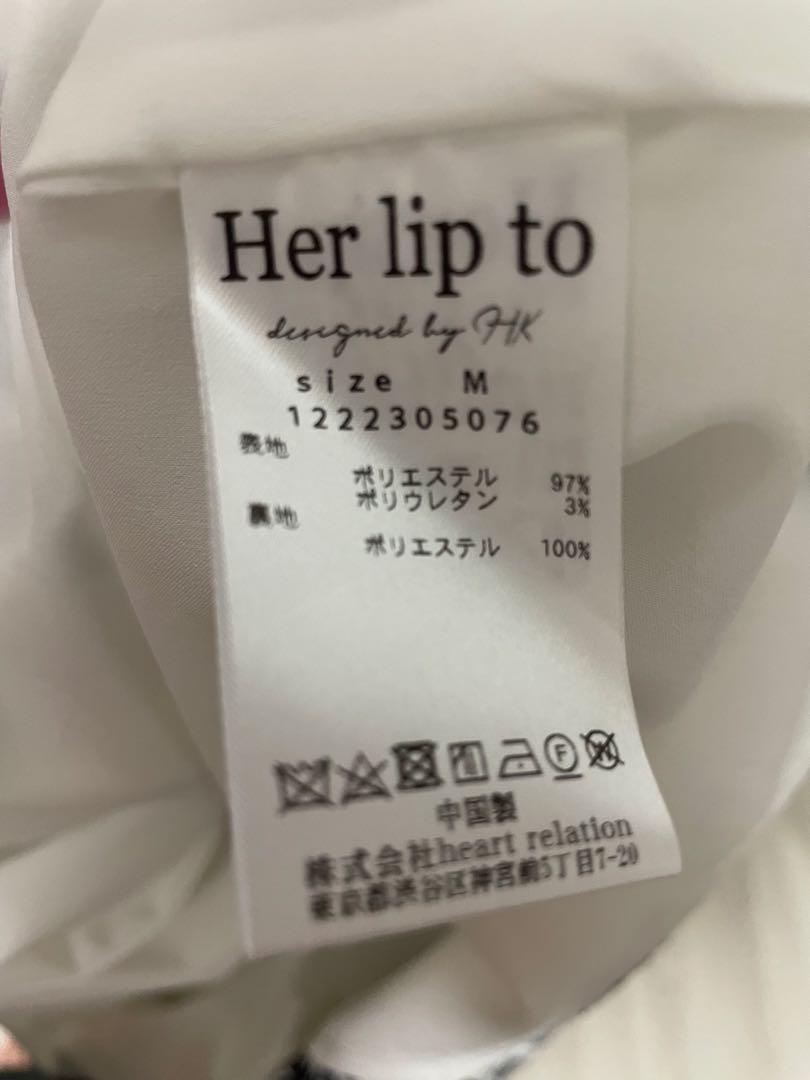 Her lip to
designed by HK
size M
1222305076
表地
ポリエステル 97%
ポリウレタン 3%
裏地
ポリエステル 100%
F W
中国製
株式会社heart relation
東京都渋谷区神宮前5丁目7-20